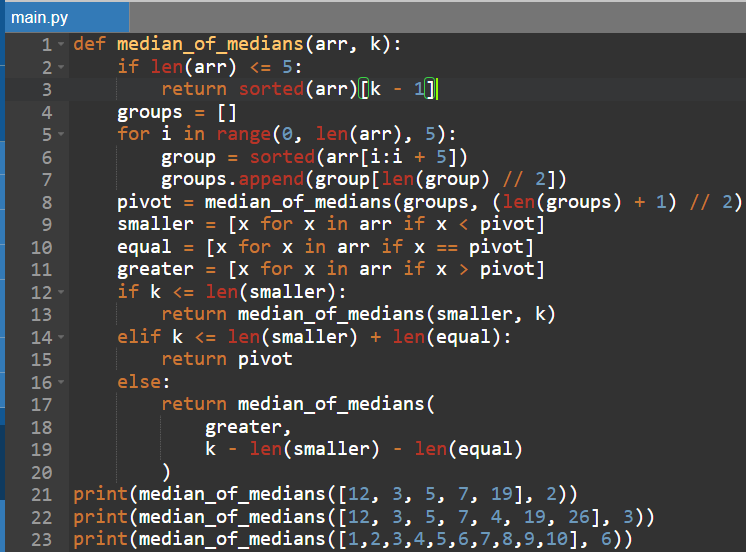 main.py
1 def median_of_medians(arr, k):
2     if len(arr) <= 5:
3         return sorted(arr)[k - 1]
4     groups = []
5     for i in range(0, len(arr), 5):
6         group = sorted(arr[i:i + 5])
7         groups.append(group[len(group) // 2])
8     pivot = median_of_medians(groups, (len(groups) + 1) // 2)
9     smaller = [x for x in arr if x < pivot]
10     equal = [x for x in arr if x == pivot]
11     greater = [x for x in arr if x > pivot]
12     if k <= len(smaller):
13         return median_of_medians(smaller, k)
14     elif k <= len(smaller) + len(equal):
15         return pivot
16     else:
17         return median_of_medians(
18             greater,
19             k - len(smaller) - len(equal)
20         )
21 print(median_of_medians([12, 3, 5, 7, 19], 2))
22 print(median_of_medians([12, 3, 5, 7, 4, 19, 26], 3))
23 print(median_of_medians([1,2,3,4,5,6,7,8,9,10], 6))